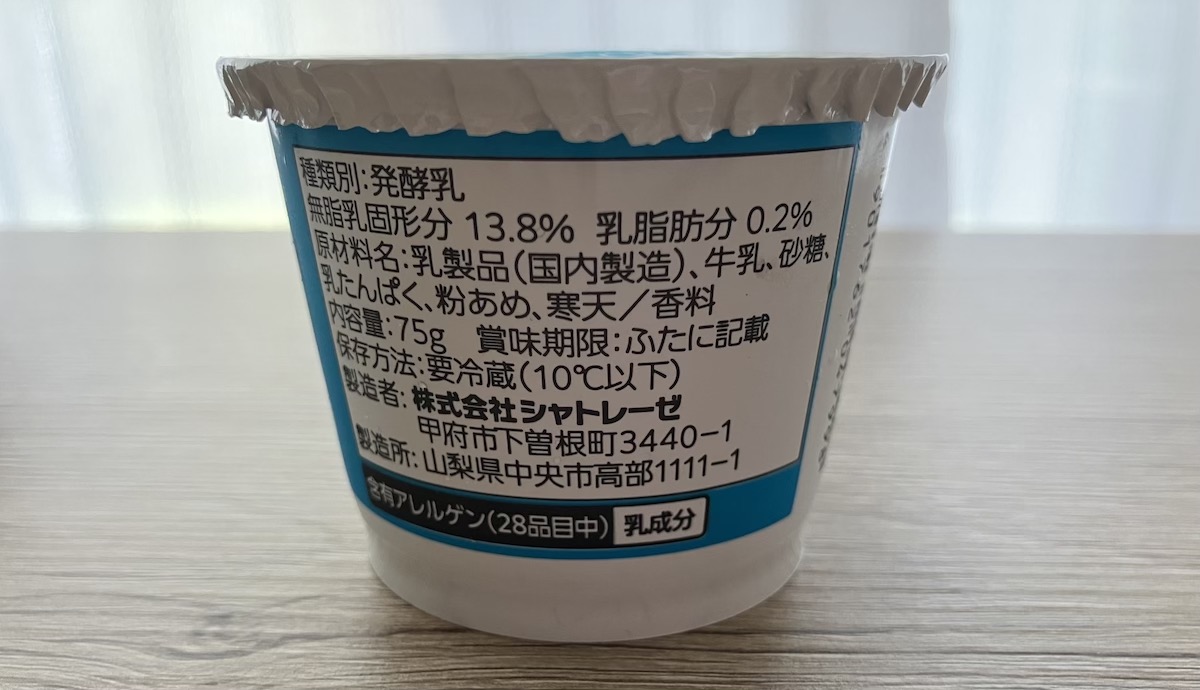 種類別:発酵乳
無脂乳固形分 13.8% 乳脂肪分 0.2%
原材料名:乳製品(国内製造)、牛乳、砂糖、
乳たんぱく、粉あめ、寒天/香料
内容量:75g 賞味期限:ふたに記載
保存方法:要冷蔵(10℃以下)
製造者:株式会社シャトレーゼ
甲府市下曽根町3440-1
製造所:山梨県中央市高部1111-1
含有アレルゲン(28品目中) 乳成分